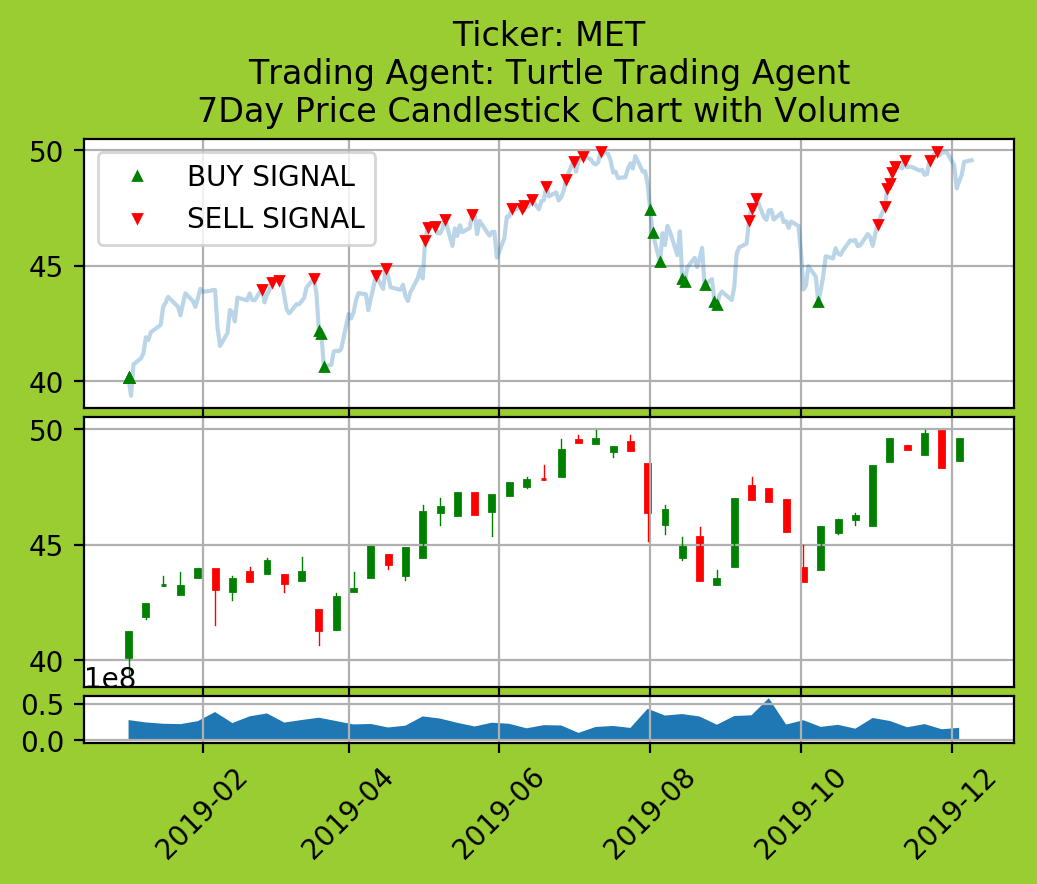 Ticker: MET
Trading Agent: Turtle Trading Agent
7Day Price Candlestick Chart with Volume
50
45
40
BUY SIGNAL
SELL SIGNAL
50
45
40
1e8
0.5
0.0
2019-02
2019-04
2019-06
2019-08
2019-10
2019-12